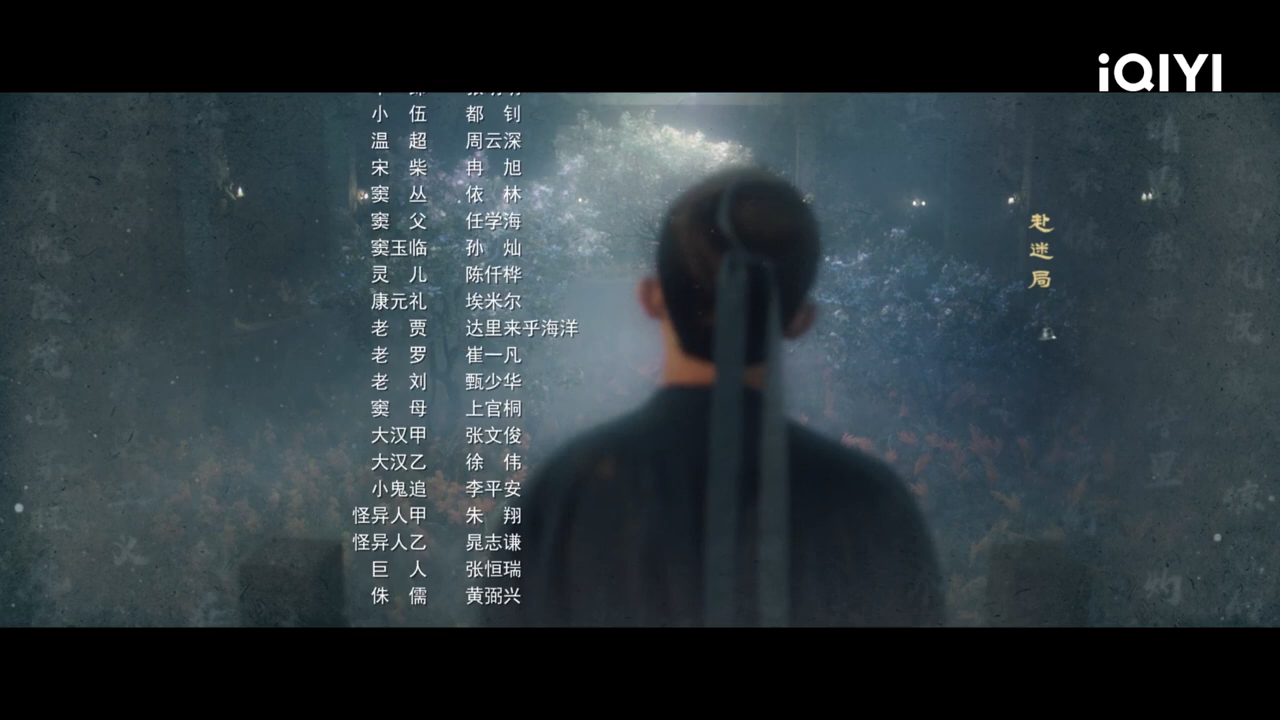 iQIYI
小 伍 都 钊
温 超 周云深
宋 柴 冉 旭
窦 丛 依 林
窦 父 任学海
窦玉临 孙 灿
灵 儿 陈仟桦
康元礼 埃米尔
老 贾 达里来乎海洋
老 罗 崔一凡
老 刘 甄少华
窦 母 上官桐
大汉甲 张文俊
大汉乙 徐 伟
小鬼追 李平安
怪异人甲 朱 翔
怪异人乙 晁志谦
巨 人 张恒瑞
侏 儒 黄弼兴
赴迷局